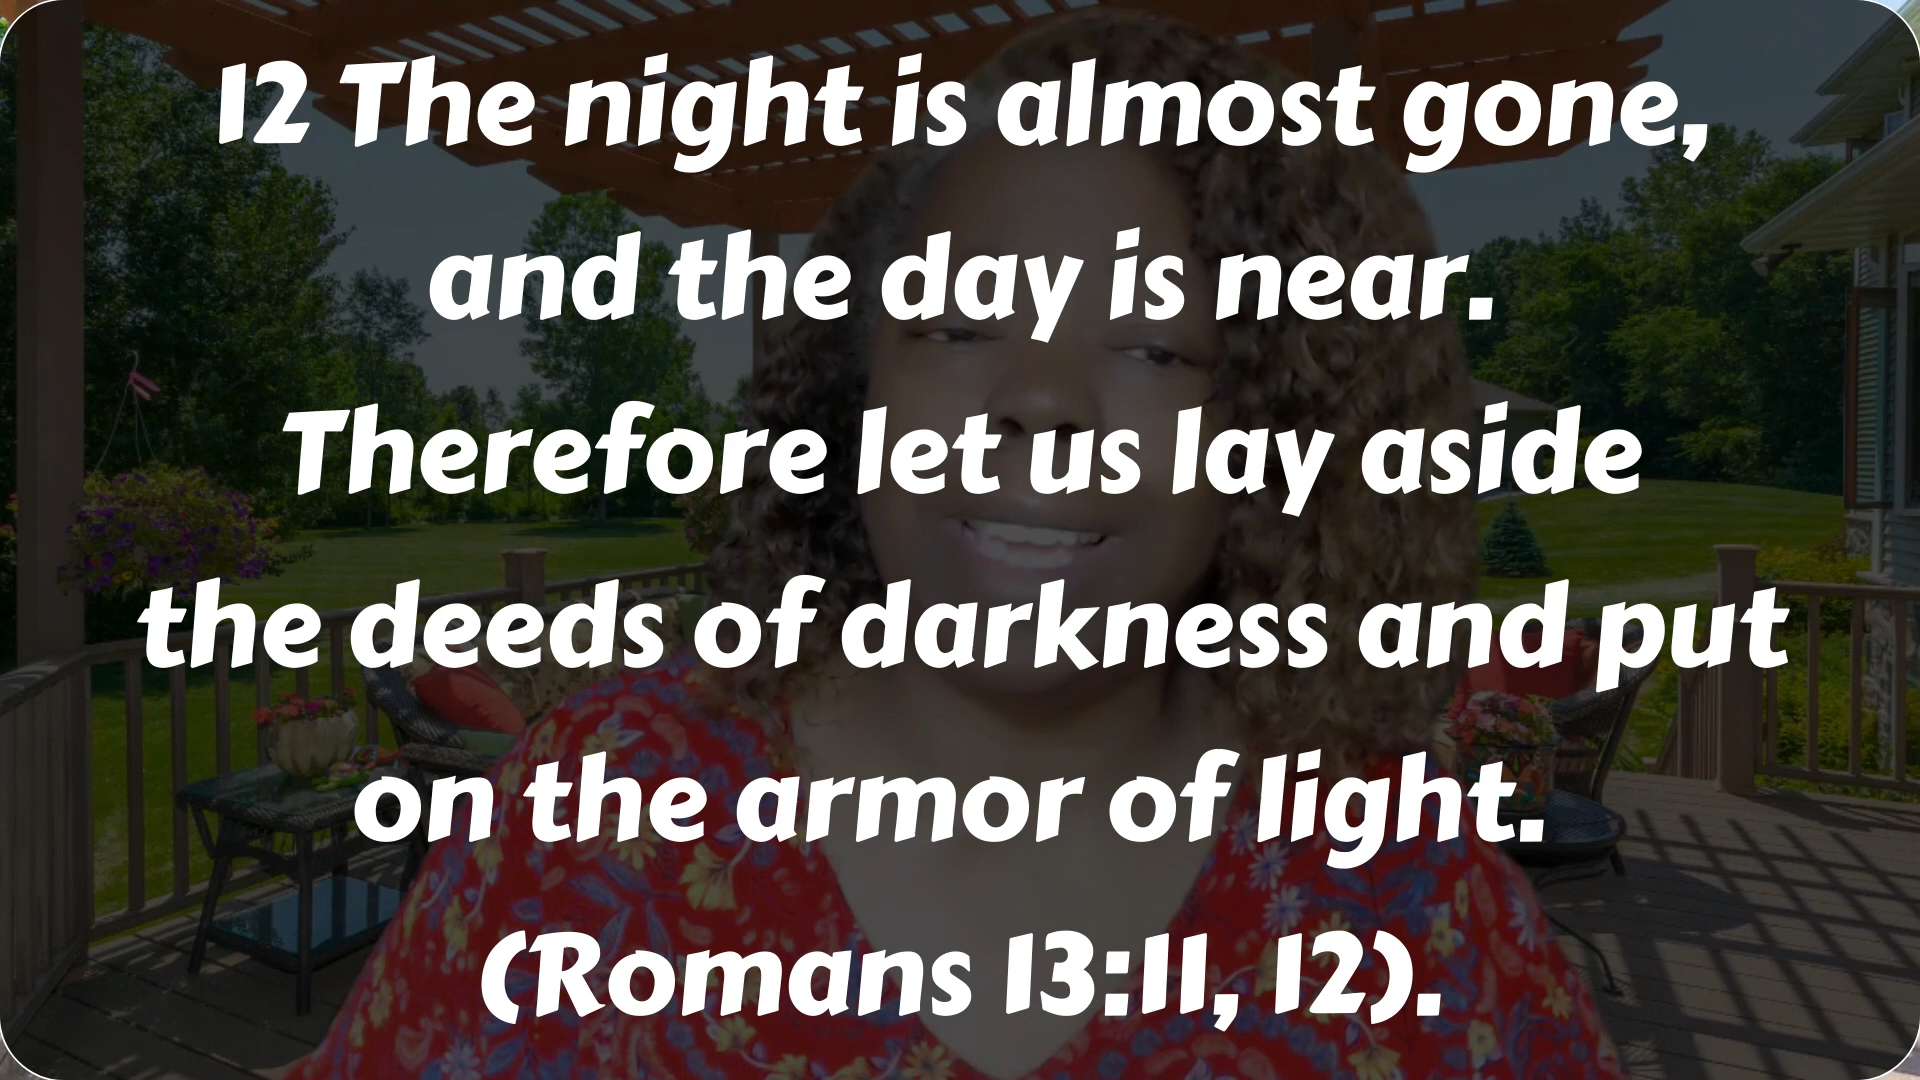 12 The night is almost gone,
and the day is near.
Therefore let us lay aside
the deeds of darkness and put
on the armor of light.
(Romans 13:11, 12).